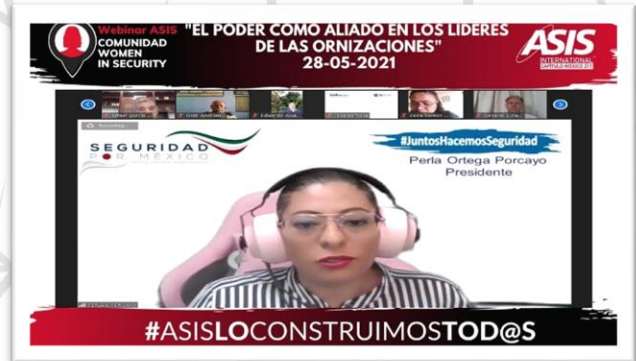 Webinar ASIS
COMUNIDAD
WOMEN
IN SECURITY
"EL PODER COMO ALIADO EN LOS LIDERES
DE LAS ORNIZACIONES"
28-05-2021
ASIS
INTERNATIONAL
SEGURIDAD
POR MÉXICO
#JuntosHacemosSeguridad
Perla Ortega Porcayo
Presidente
#ASISLOCONSTRUIMOSTOD@S